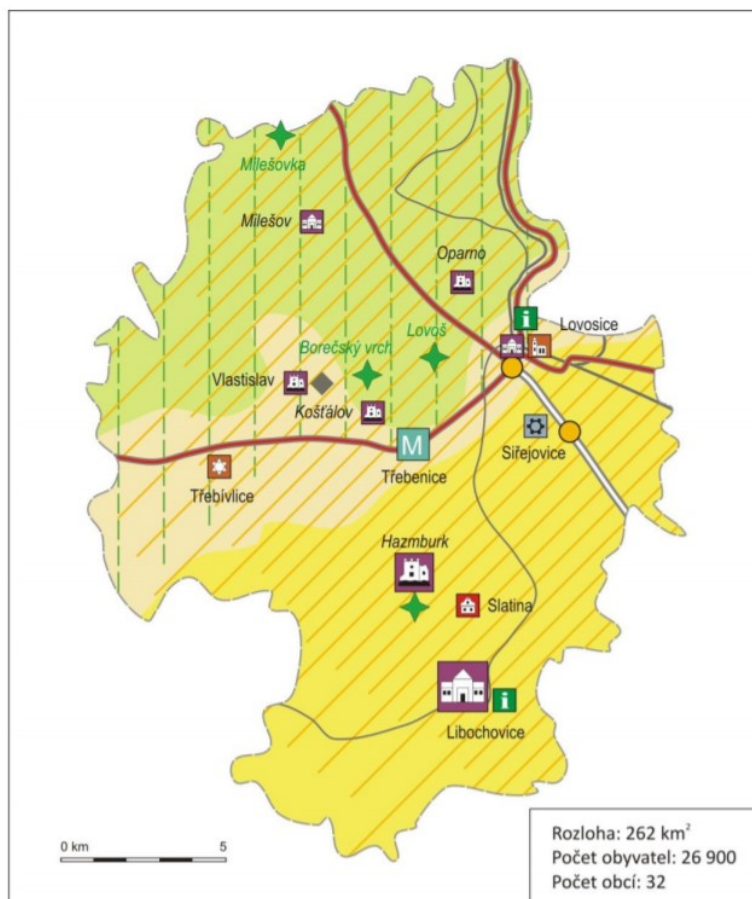 Milešovka
Milešov
Oparno
i
Lovosice
Lovoš
Borečský vrch
Vlastislav
Košťálov
M
Siřejovice
Třebenice
Třebívlice
Hazmburk
Slatina
i
Libochovice
0 km 5
Rozloha: 262 km²
Počet obyvatel: 26 900
Počet obcí: 32